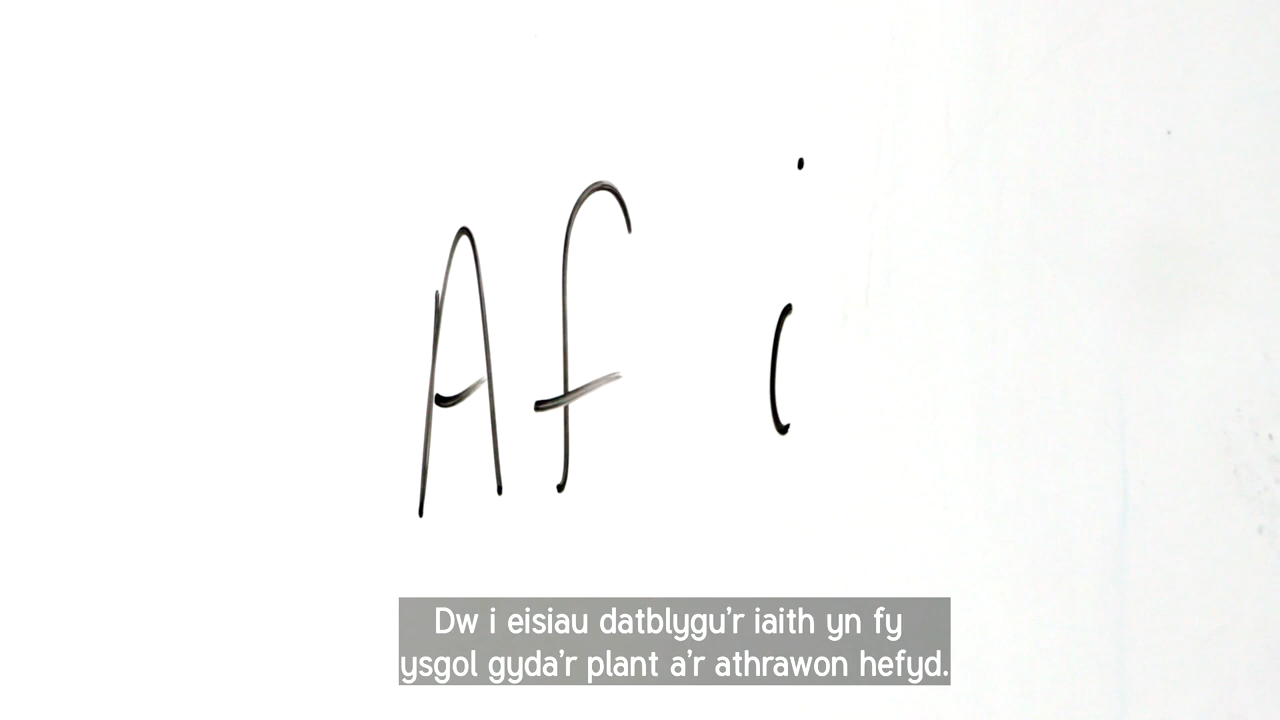 Af i
Dw i eisiau datblygu'r iaith yn fy
ysgol gyda'r plant a'r athrawon hefyd.